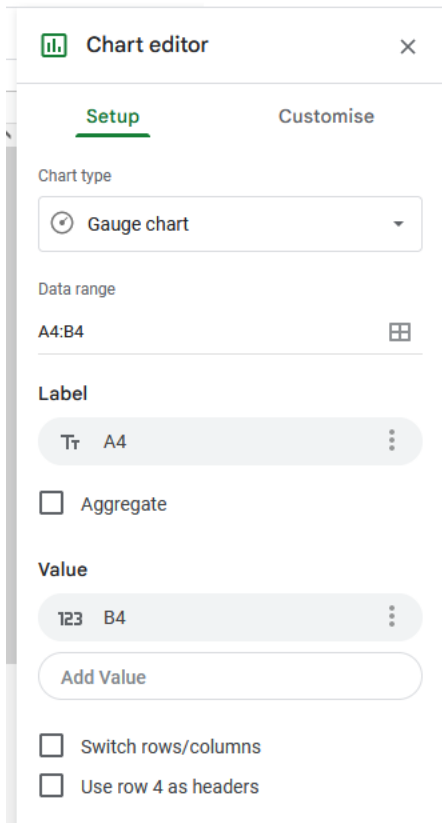 Chart editor
Setup Customise
Chart type
Gauge chart
Data range
A4:B4
Label
Tт A4
Aggregate
Value
123 B4
Add Value
Switch rows/columns
Use row 4 as headers